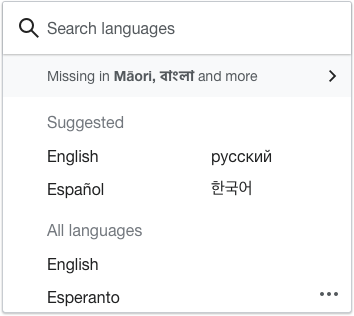 Search languages
Missing in Māori, বাংলা and more
Suggested
English русский
Español 한국어
All languages
English
Esperanto